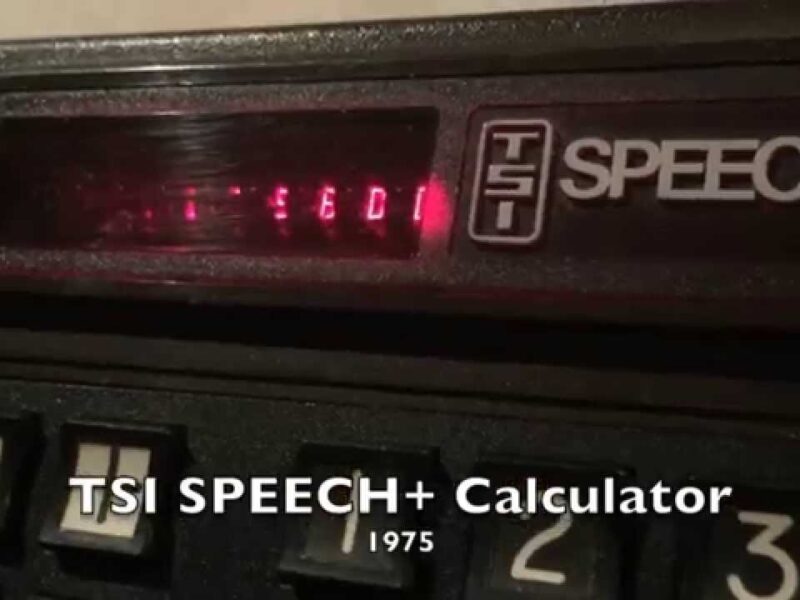 TSI SPEEC
1 2 3
TSI SPEECH+ Calculator
1975